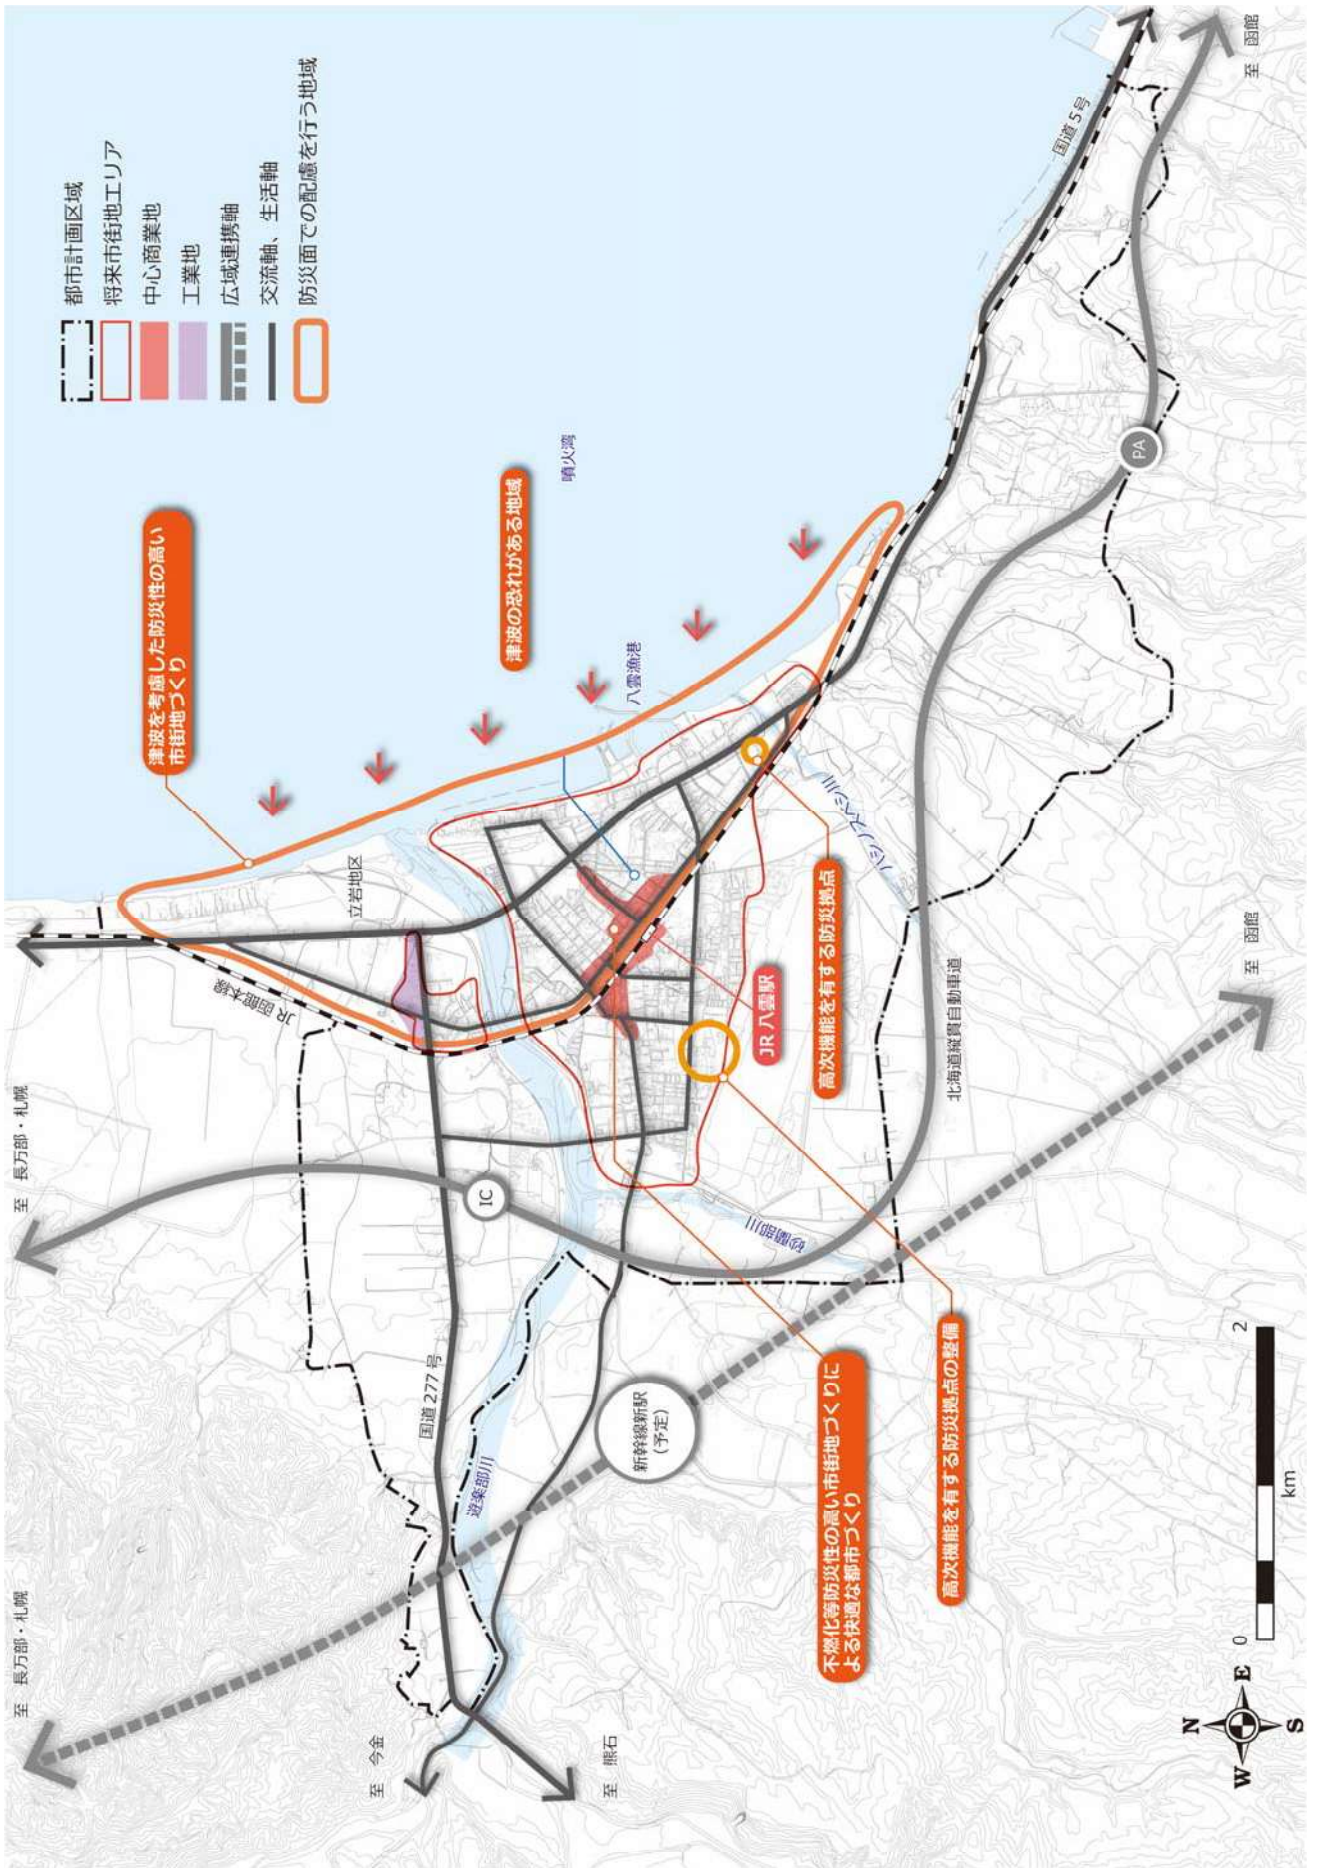 都市計画区域
将来市街地エリア
中心商業地
工業地
広域連携軸
交流軸、生活軸
防災面での配慮を行う地域
津波を考慮した防災性の高い
市街地づくり
津波の恐れがある地域
噴火湾
八雲漁港
立岩地区
国道5号
至 函館
PA
JR 函館本線
至 長万部・札幌
IC
国道 277 号
遊楽部川
砂蘭部川
ハシノスベシ川
JR 八雲駅
高次機能を有する防災拠点
北海道縦貫自動車道
至 函館
新幹線新駅
(予定)
至 長万部・札幌
至 今金
至 熊石
不燃化等防災性の高い市街地づくりに
よる快適な都市づくり
高次機能を有する防災拠点の整備
N
W
E
S
0
2
km